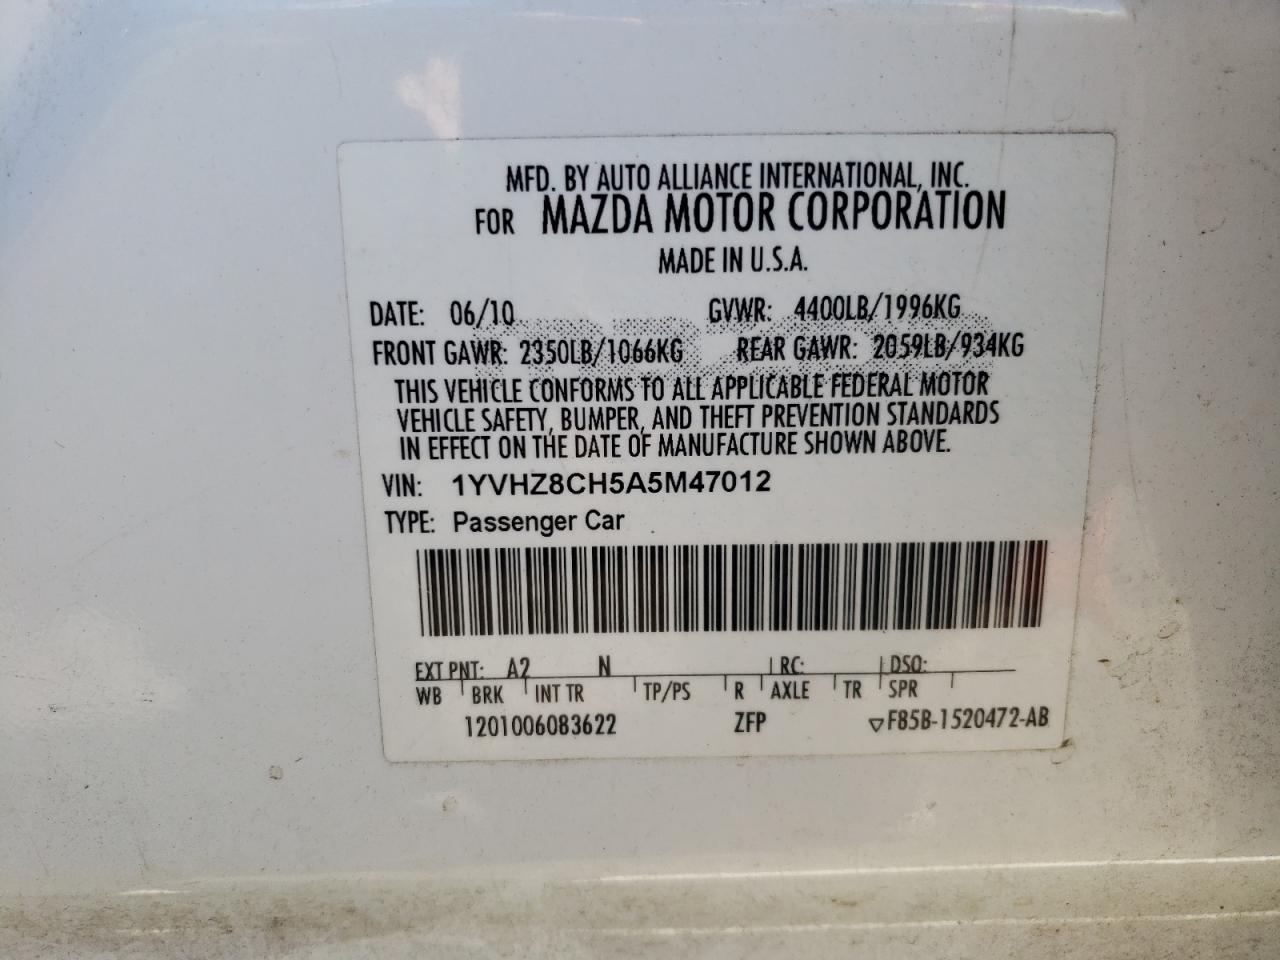 MFD. BY AUTO ALLIANCE INTERNATIONAL, INC.
FOR MAZDA MOTOR CORPORATION
MADE IN U.S.A.
DATE: 06/10 GVWR: 4400LB/1996KG
FRONT GAWR: 2350LB/1066KG REAR GAWR: 2059LB/934KG
THIS VEHICLE CONFORMS TO ALL APPLICABLE FEDERAL MOTOR
VEHICLE SAFETY, BUMPER, AND THEFT PREVENTION STANDARDS
IN EFFECT ON THE DATE OF MANUFACTURE SHOWN ABOVE.
VIN: 1YVHZ8CH5A5M47012
TYPE: Passenger Car
EXT PNT: A2 N RC: DSO:
WB BRK INT TR TP/PS R AXLE TR SPR
1201006083622 ZFP ▽F85B-1520472-AB